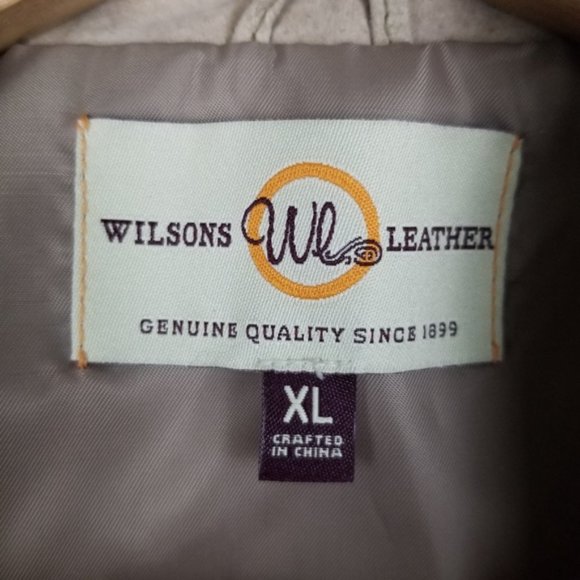 WILSONS WL LEATHER
GENUINE QUALITY SINCE 1899
XL
CRAFTED
IN CHINA